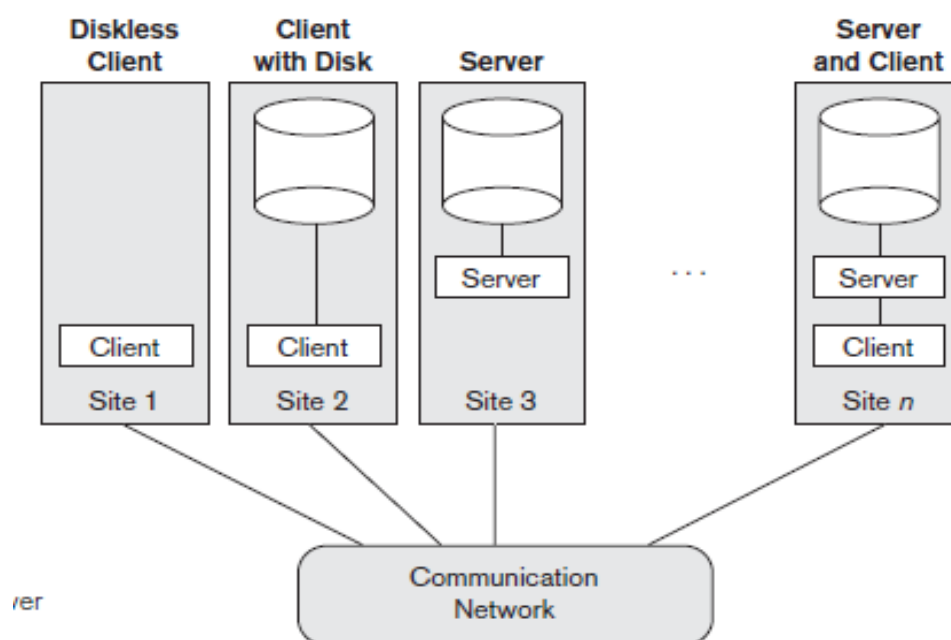 Diskless
Client
Client
with Disk
Server
Server
and Client
Client
Site 1
Client
Site 2
Server
Site 3
. . .
Server
Client
Site n
Communication
Network